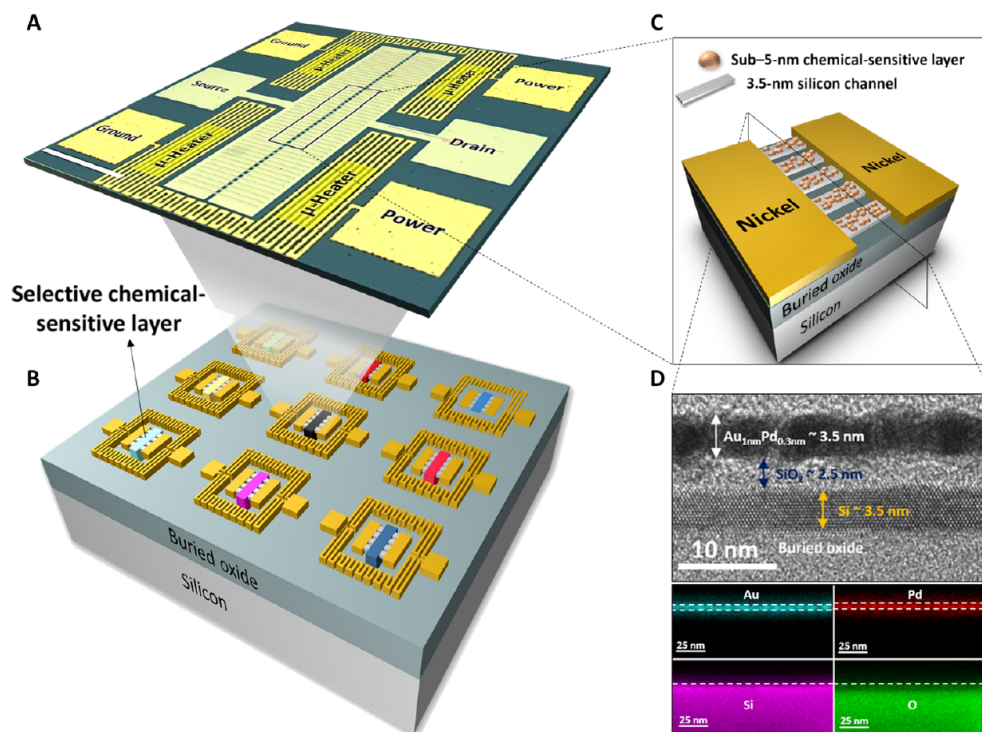 A
Ground
μ-Heater
Source
Ground
μ-Heater
μ-Heater
Power
Drain
μ-Heater
Power
Selective chemical-
sensitive layer
B
Buried oxide
Silicon
C
Sub–5-nm chemical-sensitive layer
3.5-nm silicon channel
Nickel
Nickel
Buried oxide
Silicon
D
Au1nmPd0.3nm ~ 3.5 nm
SiO2 ~ 2.5 nm
Si ~ 3.5 nm
10 nm
Buried oxide
Au
25 nm
Pd
25 nm
Si
25 nm
O
25 nm